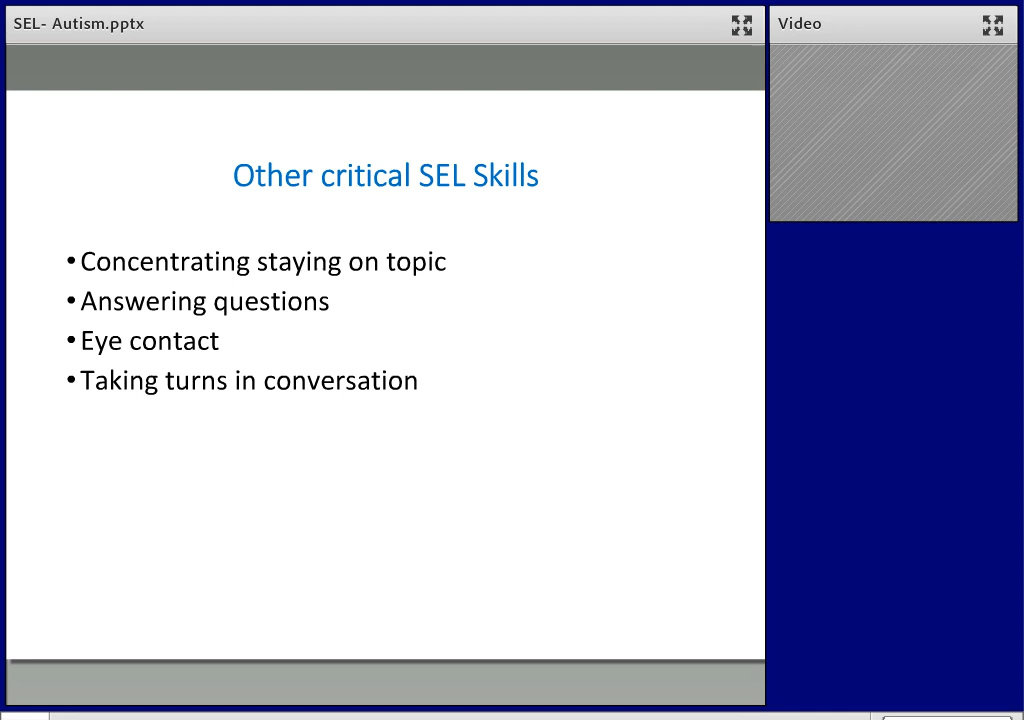 SEL- Autism.pptx
Video
Other critical SEL Skills
•Concentrating staying on topic
•Answering questions
•Eye contact
•Taking turns in conversation